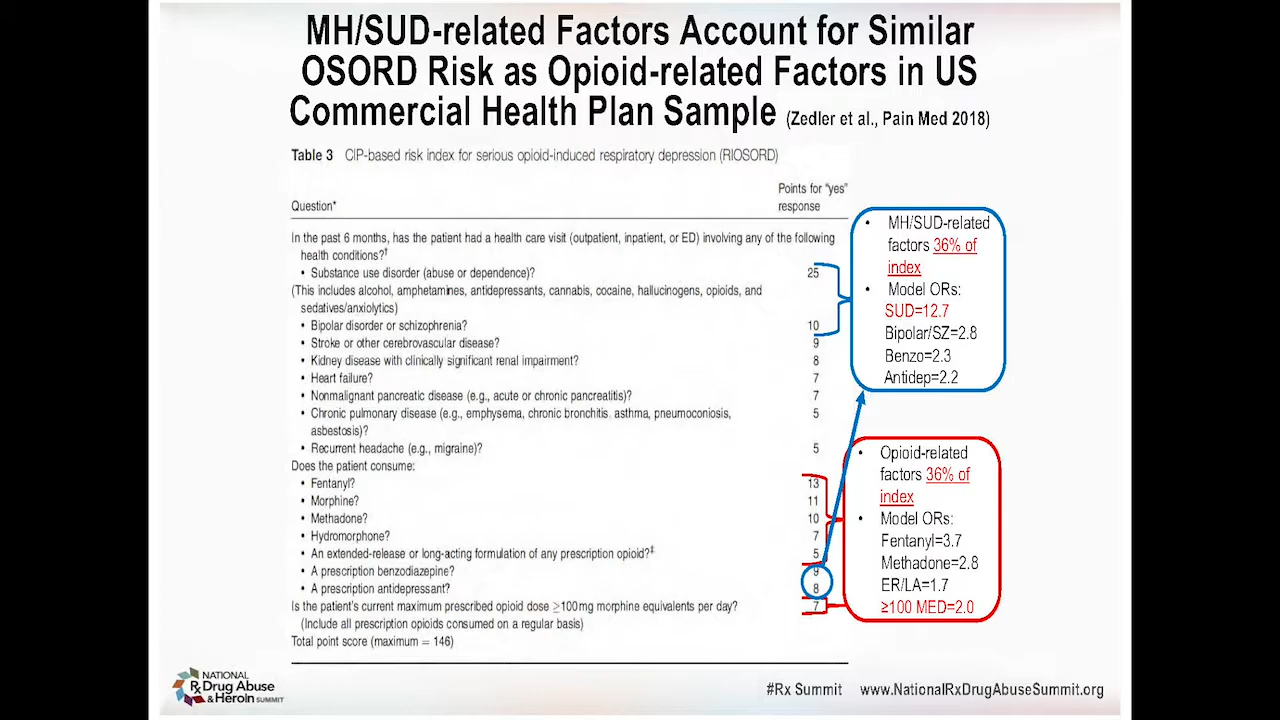 MH/SUD-related Factors Account for Similar
OSORD Risk as Opioid-related Factors in US
Commercial Health Plan Sample (Zedler et al., Pain Med 2018)
Table 3 CIP-based risk index for serious opioid-induced respiratory depression (RIOSORD)
Points for "yes"
Question* response
In the past 6 months, has the patient had a health care visit (outpatient, inpatient, or ED) involving any of the following
health conditions?†
• Substance use disorder (abuse or dependence)? 25
(This includes alcohol, amphetamines, antidepressants, cannabis, cocaine, hallucinogens, opioids, and
sedatives/anxiolytics)
• Bipolar disorder or schizophrenia? 10
• Stroke or other cerebrovascular disease? 9
• Kidney disease with clinically significant renal impairment? 8
• Heart failure? 7
• Nonmalignant pancreatic disease (e.g., acute or chronic pancreatitis)? 7
• Chronic pulmonary disease (e.g., emphysema, chronic bronchitis. asthma, pneumoconiosis, 5
asbestosis)?
• Recurrent headache (e.g., migraine)? 5
Does the patient consume:
• Fentanyl? 13
• Morphine? 11
• Methadone? 10
• Hydromorphone? 7
• An extended-release or long-acting formulation of any prescription opioid?‡ 5
• A prescription benzodiazepine? 9
• A prescription antidepressant? 8
Is the patient's current maximum prescribed opioid dose ≥100 mg morphine equivalents per day? 7
(Include all prescription opioids consumed on a regular basis)
Total point score (maximum = 146)
• MH/SUD-related
factors 36% of
index
• Model ORs:
SUD=12.7
Bipolar/SZ=2.8
Benzo=2.3
Antidep=2.2
• Opioid-related
factors 36% of
index
• Model ORs:
Fentanyl=3.7
Methadone=2.8
ER/LA=1.7
≥100 MED=2.0
NATIONAL
Rx Drug Abuse
& Heroin SUMMIT
#Rx Summit www.NationalRxDrugAbuseSummit.org